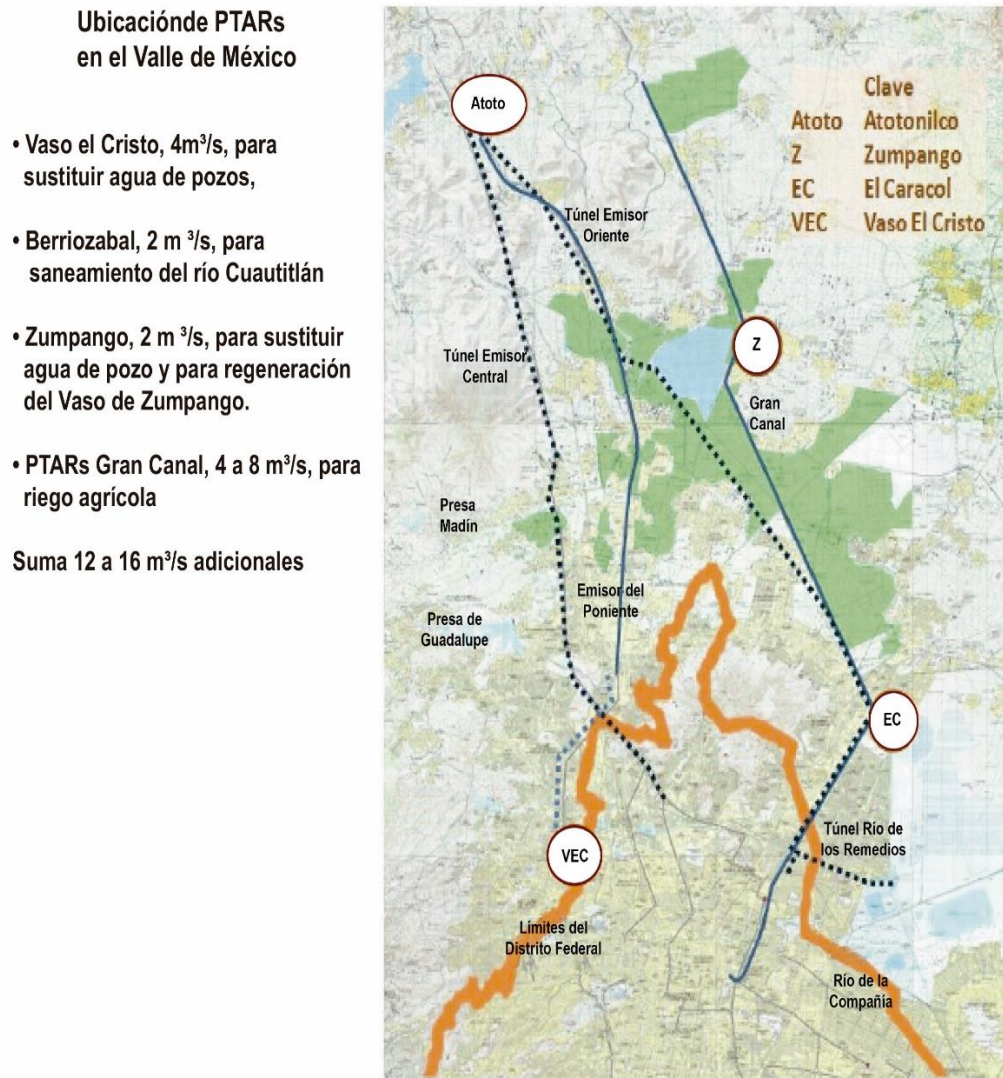 Ubicaciónde PTARs
en el Valle de México
• Vaso el Cristo, 4m³/s, para
sustituir agua de pozos,
• Berriozabal, 2 m ³/s, para
saneamiento del río Cuautitlán
• Zumpango, 2 m ³/s, para sustituir
agua de pozo y para regeneración
del Vaso de Zumpango.
• PTARs Gran Canal, 4 a 8 m³/s, para
riego agrícola
Suma 12 a 16 m³/s adicionales
Clave
Atoto Atotonilco
Z Zumpango
EC El Caracol
VEC Vaso El Cristo
Atoto
Túnel Emisor
Oriente
Z
Túnel Emisor
Central
Gran
Canal
Presa
Madín
Emisor del
Poniente
Presa de
Guadalupe
EC
Túnel Río de
los Remedios
VEC
Límites del
Distrito Federal
Río de la
Compañía